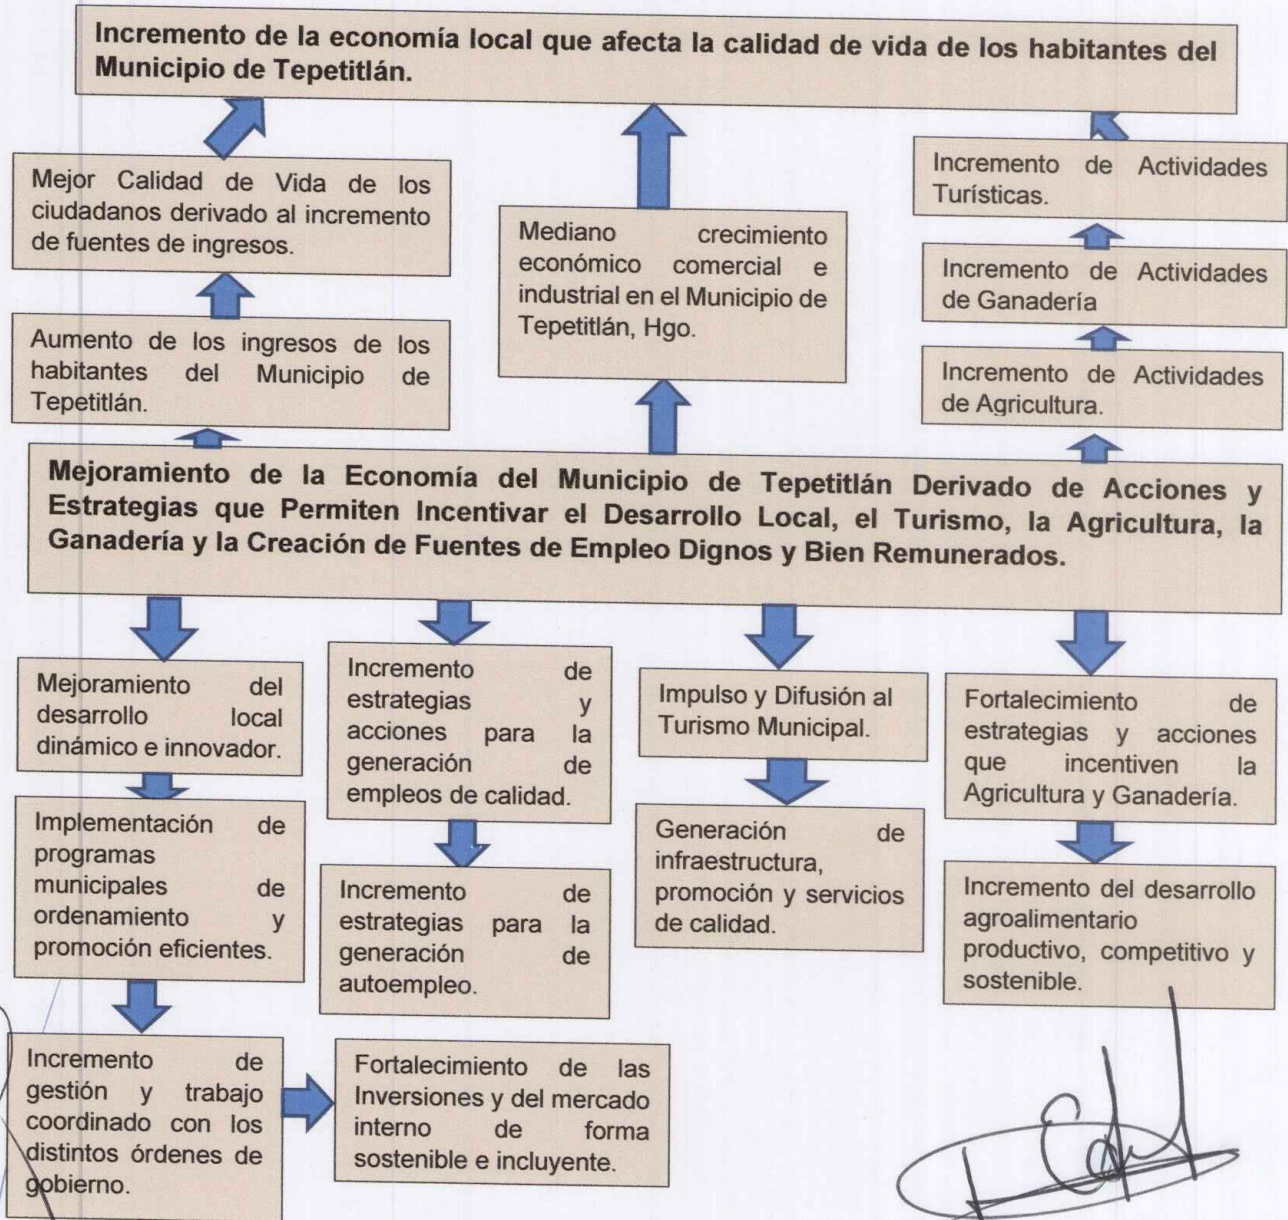 Incremento de la economía local que afecta la calidad de vida de los habitantes del
Municipio de Tepetitlán.
Mejor Calidad de Vida de los
ciudadanos derivado al incremento
de fuentes de ingresos.
Aumento de los ingresos de los
habitantes del Municipio de
Tepetitlán.
Mediano crecimiento
económico comercial e
industrial en el Municipio de
Tepetitlán, Hgo.
Incremento de Actividades
Turísticas.
Incremento de Actividades
de Ganadería
Incremento de Actividades
de Agricultura.
Mejoramiento de la Economía del Municipio de Tepetitlán Derivado de Acciones y
Estrategias que Permiten Incentivar el Desarrollo Local, el Turismo, la Agricultura, la
Ganadería y la Creación de Fuentes de Empleo Dignos y Bien Remunerados.
Mejoramiento del
desarrollo local
dinámico e innovador.
Implementación de
programas
municipales de
ordenamiento y
promoción eficientes.
Incremento de
gestión y trabajo
coordinado con los
distintos órdenes de
gobierno.
Fortalecimiento de las
Inversiones y del mercado
interno de forma
sostenible e incluyente.
Incremento de
estrategias y
acciones para la
generación de
empleos de calidad.
Incremento de
estrategias para la
generación de
autoempleo.
Impulso y Difusión al
Turismo Municipal.
Generación de
infraestructura,
promoción y servicios
de calidad.
Fortalecimiento de
estrategias y acciones
que incentiven la
Agricultura y Ganadería.
Incremento del desarrollo
agroalimentario
productivo, competitivo y
sostenible.